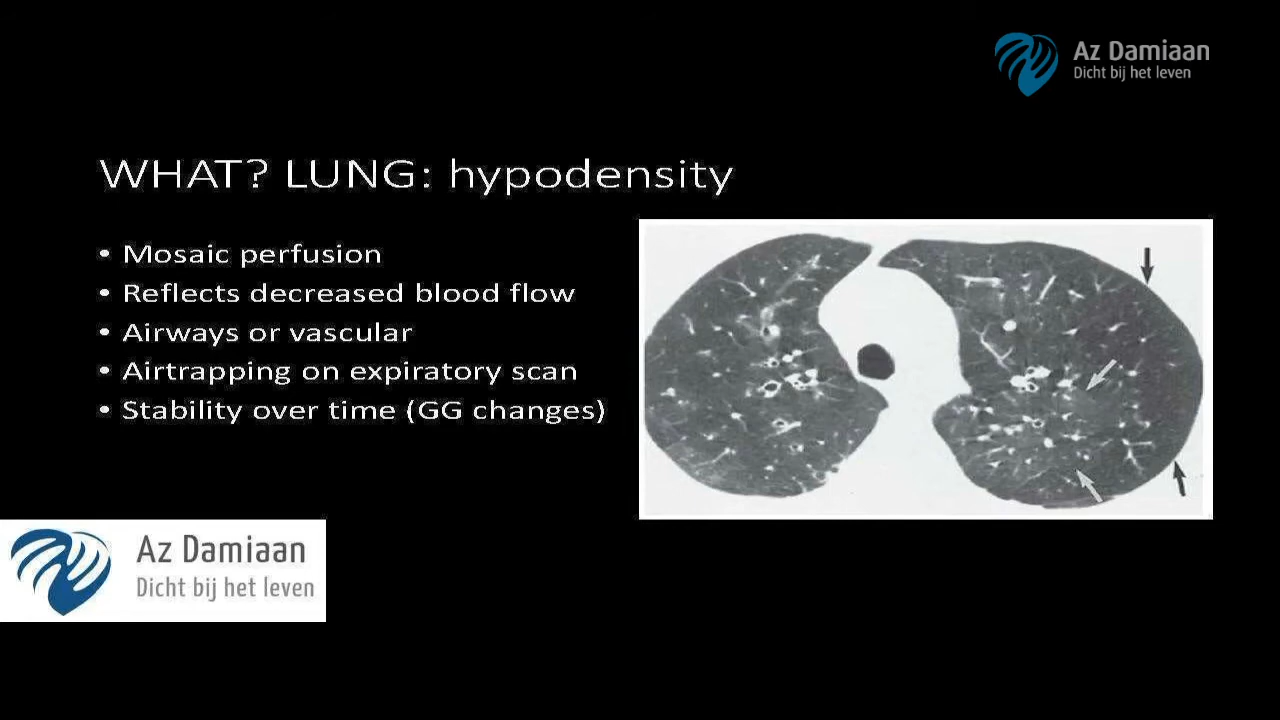 Az Damiaan
Dicht bij het leven
WHAT? LUNG: hypodensity
• Mosaic perfusion
• Reflects decreased blood flow
• Airways or vascular
• Airtrapping on expiratory scan
• Stability over time (GG changes)
Az Damiaan
Dicht bij het leven